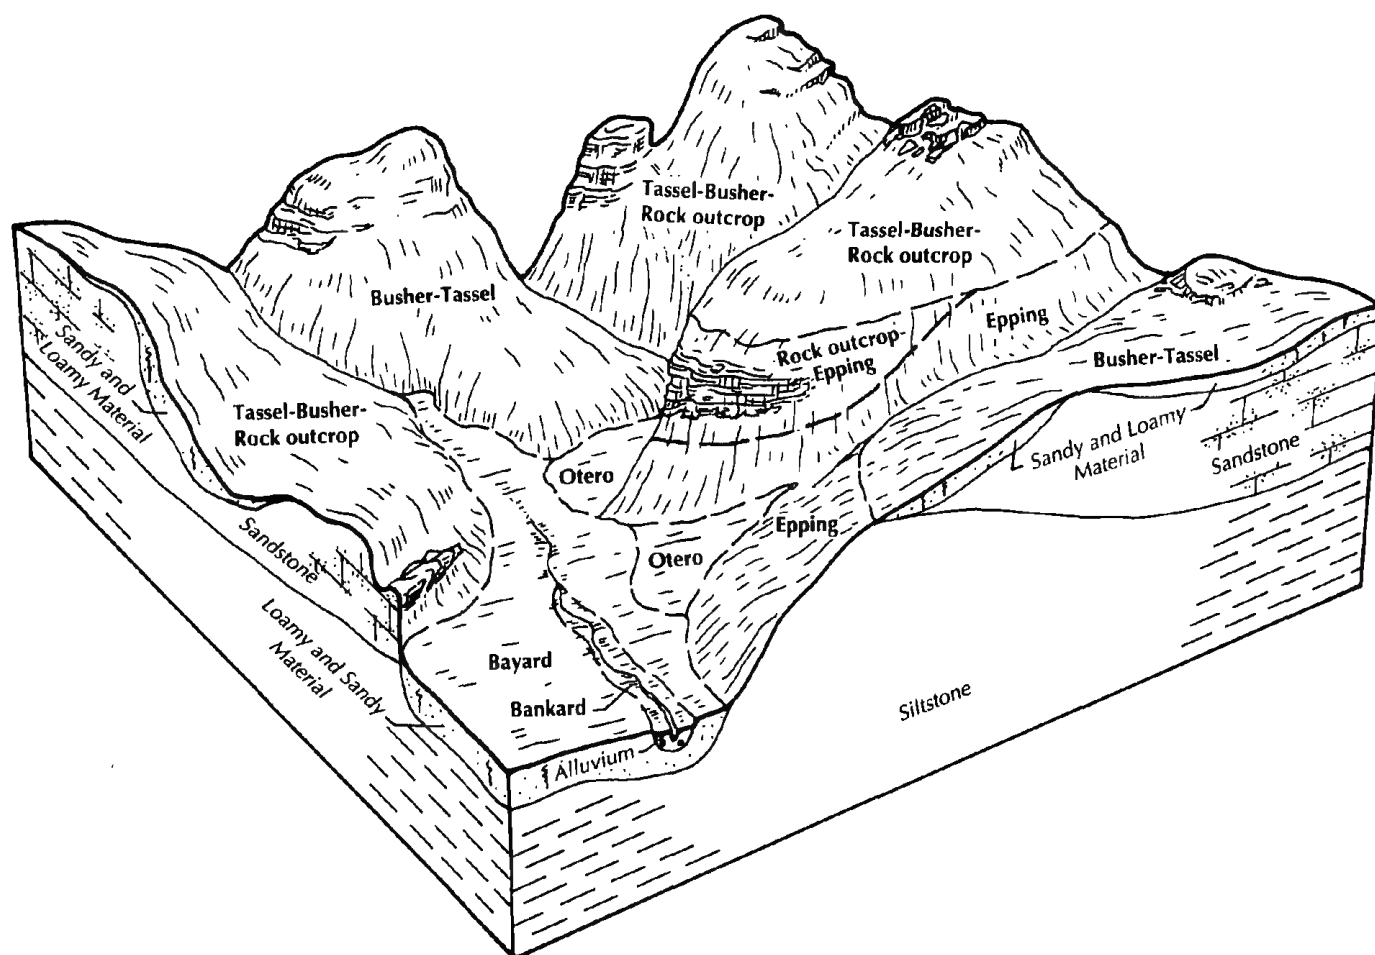 Tassel-Busher-
Rock outcrop
Tassel-Busher-
Rock outcrop
Busher-Tassel
Epping
Rock outcrop-
Epping
Busher-Tassel
Sandy and
Loamy Material
Tassel-Busher-
Rock outcrop
Otero
Sandy and Loamy
Material
Sandstone
Sandstone
Epping
Otero
Loamy and Sandy
Material
Bayard
Bankard
Siltstone
Alluvium